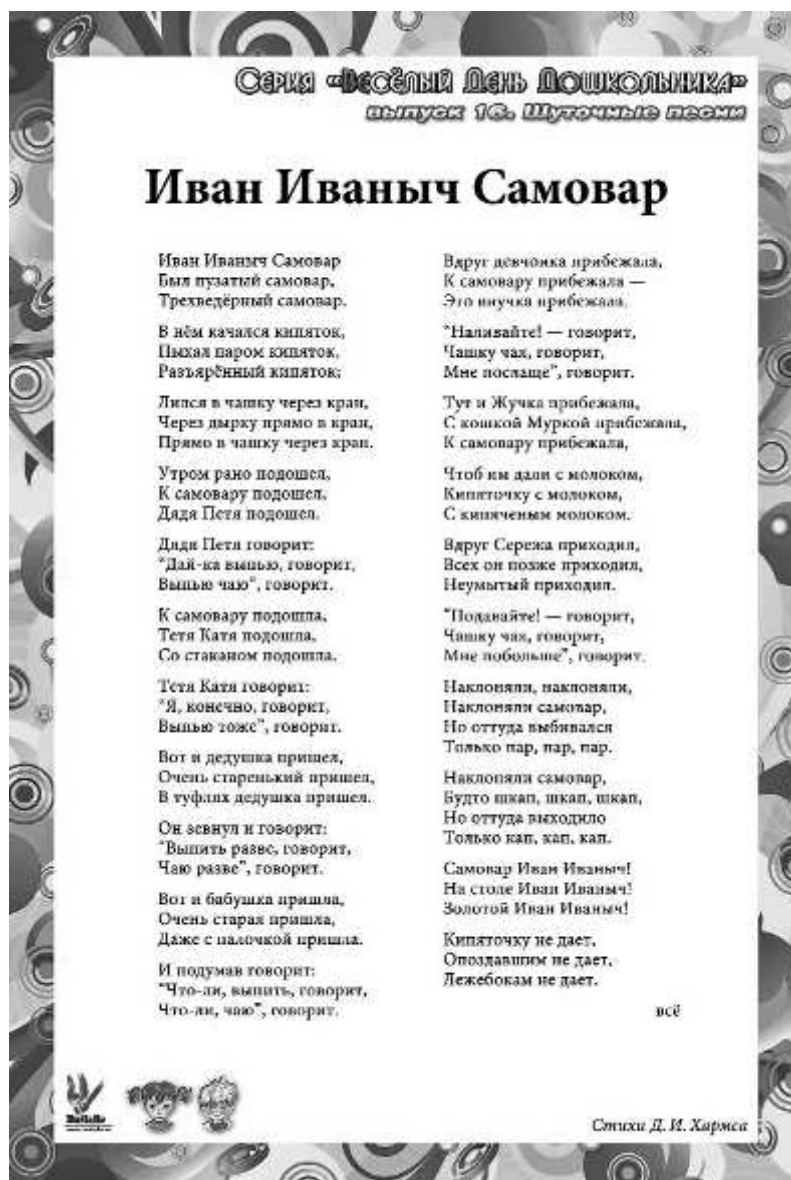 Серия «Весёлый День Дошкольника»
выпуск 16. Шуточные песни
Иван Иваныч Самовар
Иван Иваныч Самовар
Был пузатый самовар,
Трехведёрный самовар.
В нём качался кипяток,
Пыхал паром кипяток,
Разъярённый кипяток;
Лился в чашку через кран,
Через дырку прямо в кран,
Прямо в чашку через кран.
Утром рано подошел,
К самовару подошел,
Дядя Петя подошел.
Дядя Петя говорит:
"Дай-ка выпью, говорит,
Выпью чаю", говорит.
К самовару подошла,
Тетя Катя подошла,
Со стаканом подошла.
Тетя Катя говорит:
"Я, конечно, говорит,
Выпью тоже", говорит.
Вот и дедушка пришел,
Очень старенький пришел,
В туфлях дедушка пришел.
Он зевнул и говорит:
"Выпить разве, говорит,
Чаю разве", говорит.
Вот и бабушка пришла,
Очень старая пришла,
Даже с палочкой пришла.
И подумав говорит:
"Что-ли, выпить, говорит,
Что-ли, чаю", говорит.
Вдруг девчонка прибежала,
К самовару прибежала —
Это внучка прибежала.
"Наливайте! — говорит,
Чашку чая, говорит,
Мне послаще", говорит.
Тут и Жучка прибежала,
С кошкой Муркой прибежала,
К самовару прибежала,
Чтоб им дали с молоком,
Кипяточку с молоком,
С кипяченым молоком.
Вдруг Сережа приходил,
Всех он позже приходил,
Неумытый приходил.
"Подавайте! — говорит,
Чашку чая, говорит,
Мне побольше", говорит.
Наклоняли, наклоняли,
Наклоняли самовар,
Но оттуда выбивался
Только пар, пар, пар.
Наклоняли самовар,
Будто шкап, шкап, шкап,
Но оттуда выходило
Только кап, кап, кап.
Самовар Иван Иваныч!
На столе Иван Иваныч!
Золотой Иван Иваныч!
Кипяточку не дает,
Опоздавшим не дает,
Лежебокам не дает.
всё
Стихи Д. И. Хармса